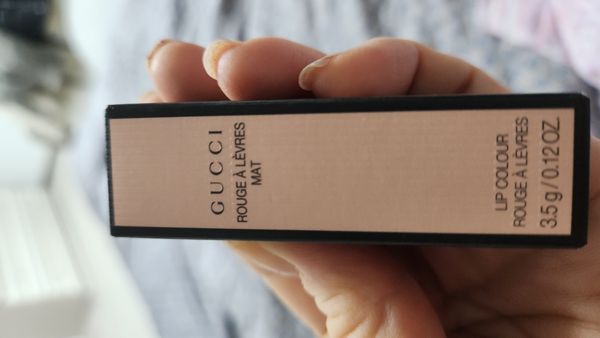 GUCCI
ROUGE À LÈVRES
MAT
LIP COLOUR
ROUGE À LÈVRES
3.5 g / 0.12 OZ.